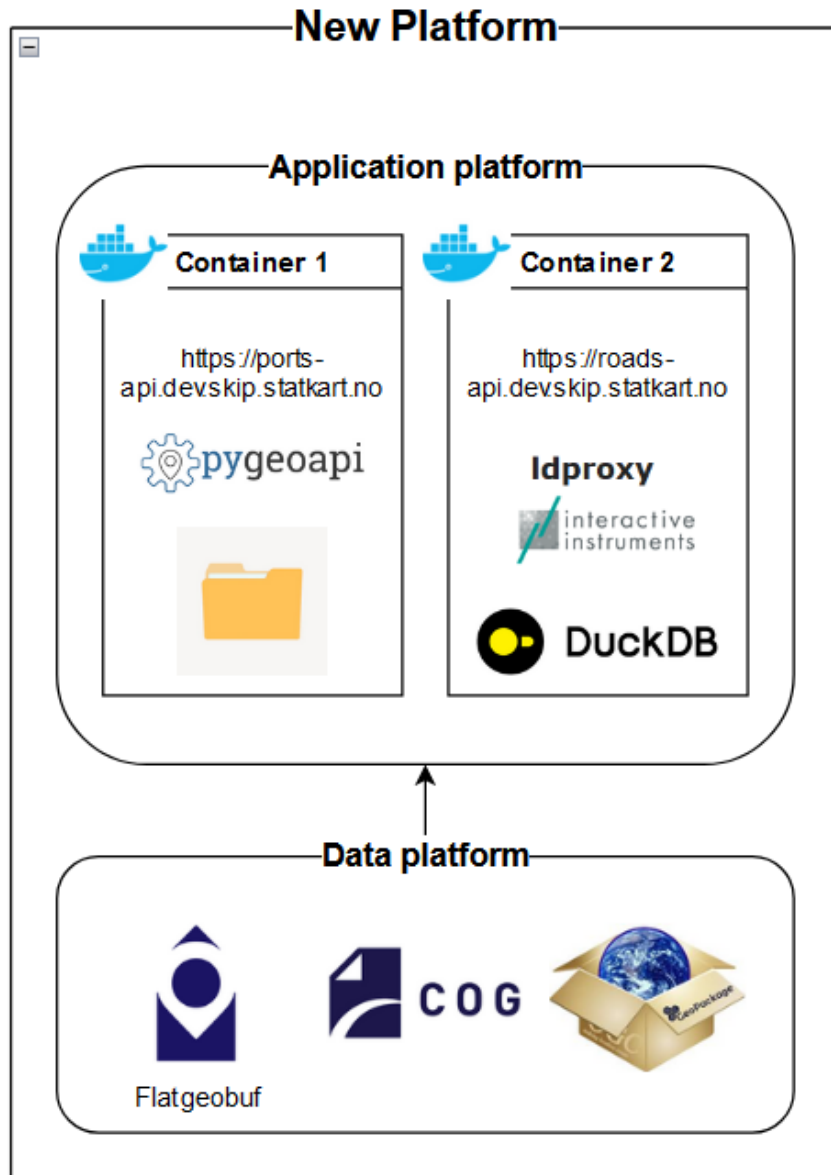 New Platform
Application platform
Container 1
https://ports-
api.dev.skip.statkart.no
pygeoapi
Container 2
https://roads-
api.dev.skip.statkart.no
ldproxy
interactive
instruments
DuckDB
Data platform
Flatgeobuf
COG
GeoPackage